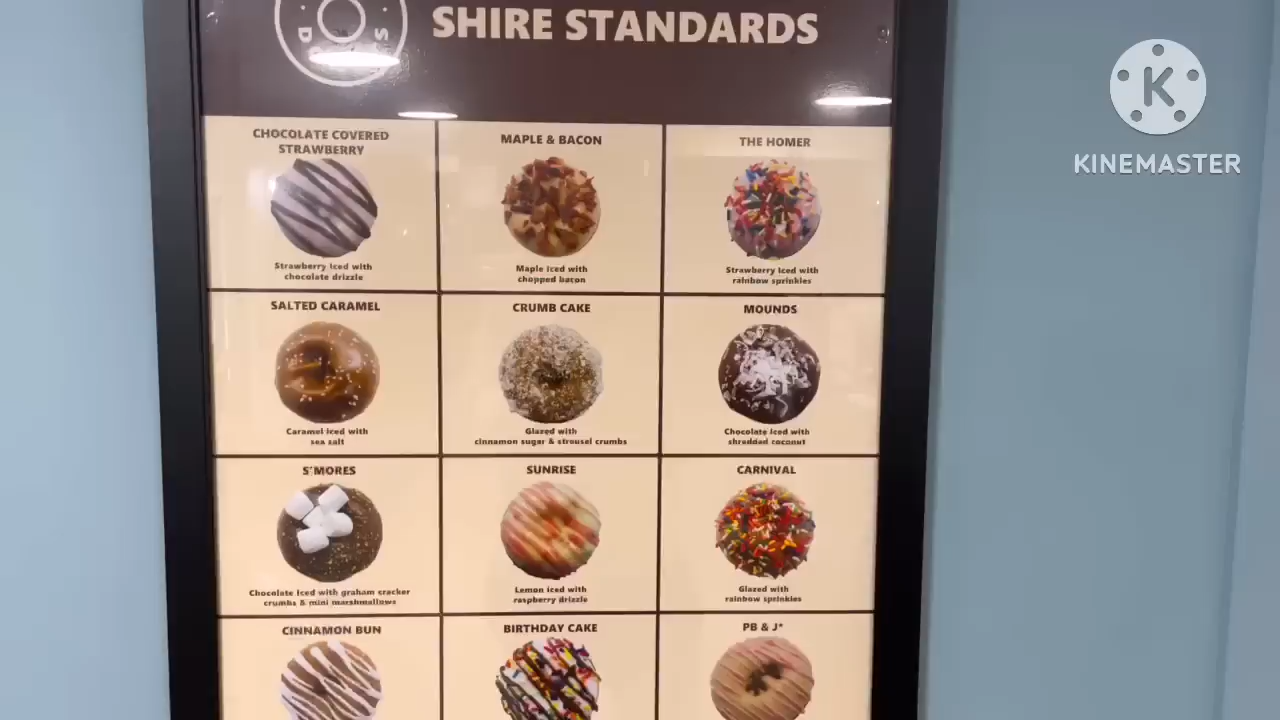 SHIRE STANDARDS
KINEMASTER
CHOCOLATE COVERED
STRAWBERRY
Strawberry Iced with
chocolate drizzle
MAPLE & BACON
Maple Iced with
chopped bacon
THE HOMER
Strawberry Iced with
rainbow sprinkles
SALTED CARAMEL
Caramel Iced with
sea salt
CRUMB CAKE
Glazed with
cinnamon sugar & strousel crumbs
MOUNDS
Chocolate Iced with
shredded coconut
S'MORES
Chocolate Iced with graham cracker
crumbs & mini marshmallows
SUNRISE
Lemon Iced with
raspberry drizzle
CARNIVAL
Glazed with
rainbow sprinkles
CINNAMON BUN
BIRTHDAY CAKE
PB & J*